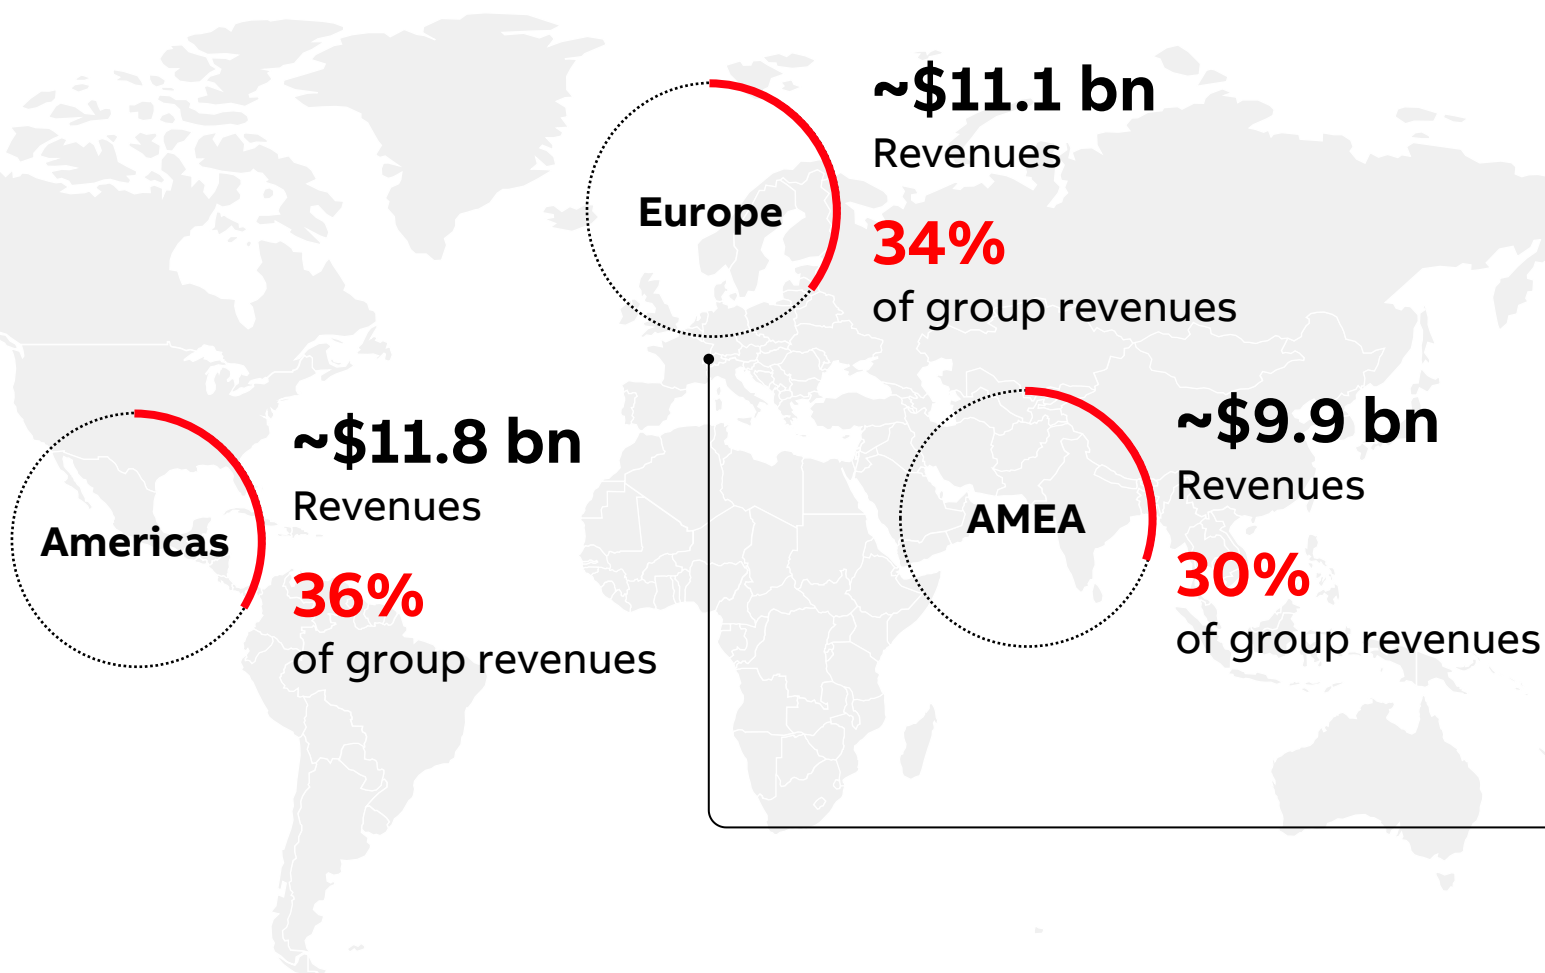 Europe
~$11.1 bn
Revenues
34%
of group revenues
Americas
~$11.8 bn
Revenues
36%
of group revenues
AMEA
~$9.9 bn
Revenues
30%
of group revenues